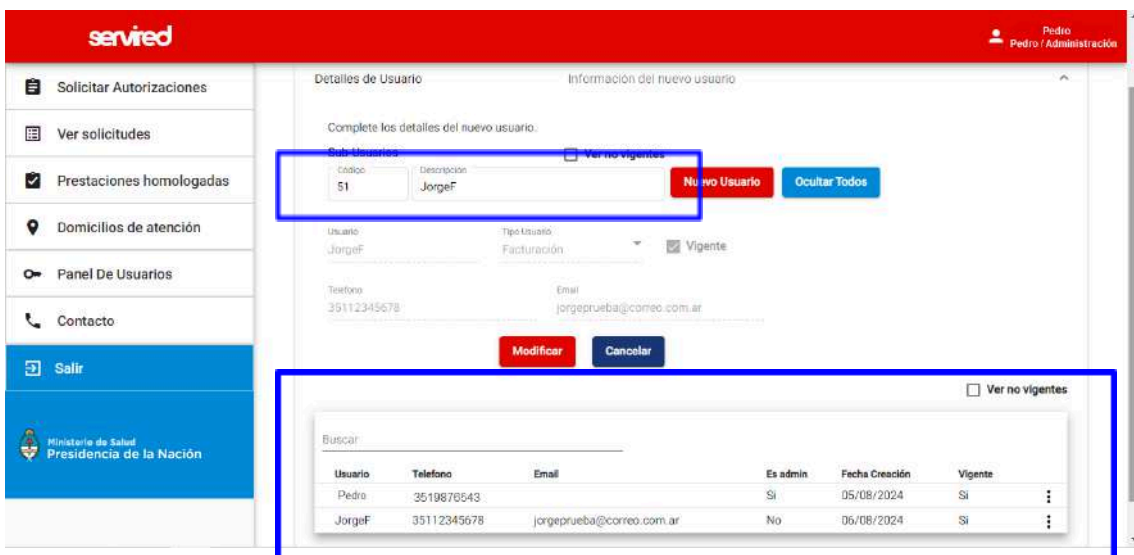 servired
Pedro
Pedro / Administración
Solicitar Autorizaciones
Ver solicitudes
Prestaciones homologadas
Domicilios de atención
Panel De Usuarios
Contacto
Salir
Ministerio de Salud
Presidencia de la Nación
Detalles de Usuario Información del nuevo usuario
Complete los detalles del nuevo usuario.
Sub-Usuarios Ver no vigentes
Código Descripción
51 JorgeF Nuevo Usuario Ocultar Todos
Usuario Tipo Usuario
JorgeF Facturación Vigente
Telefono Email
35112345678 jorgeprueba@correo.com.ar
Modificar Cancelar
Ver no vigentes
Buscar
Usuario Telefono Email Es admin Fecha Creación Vigente
Pedro 3519876543 Si 05/08/2024 Si
JorgeF 35112345678 jorgeprueba@correo.com.ar No 06/08/2024 Si